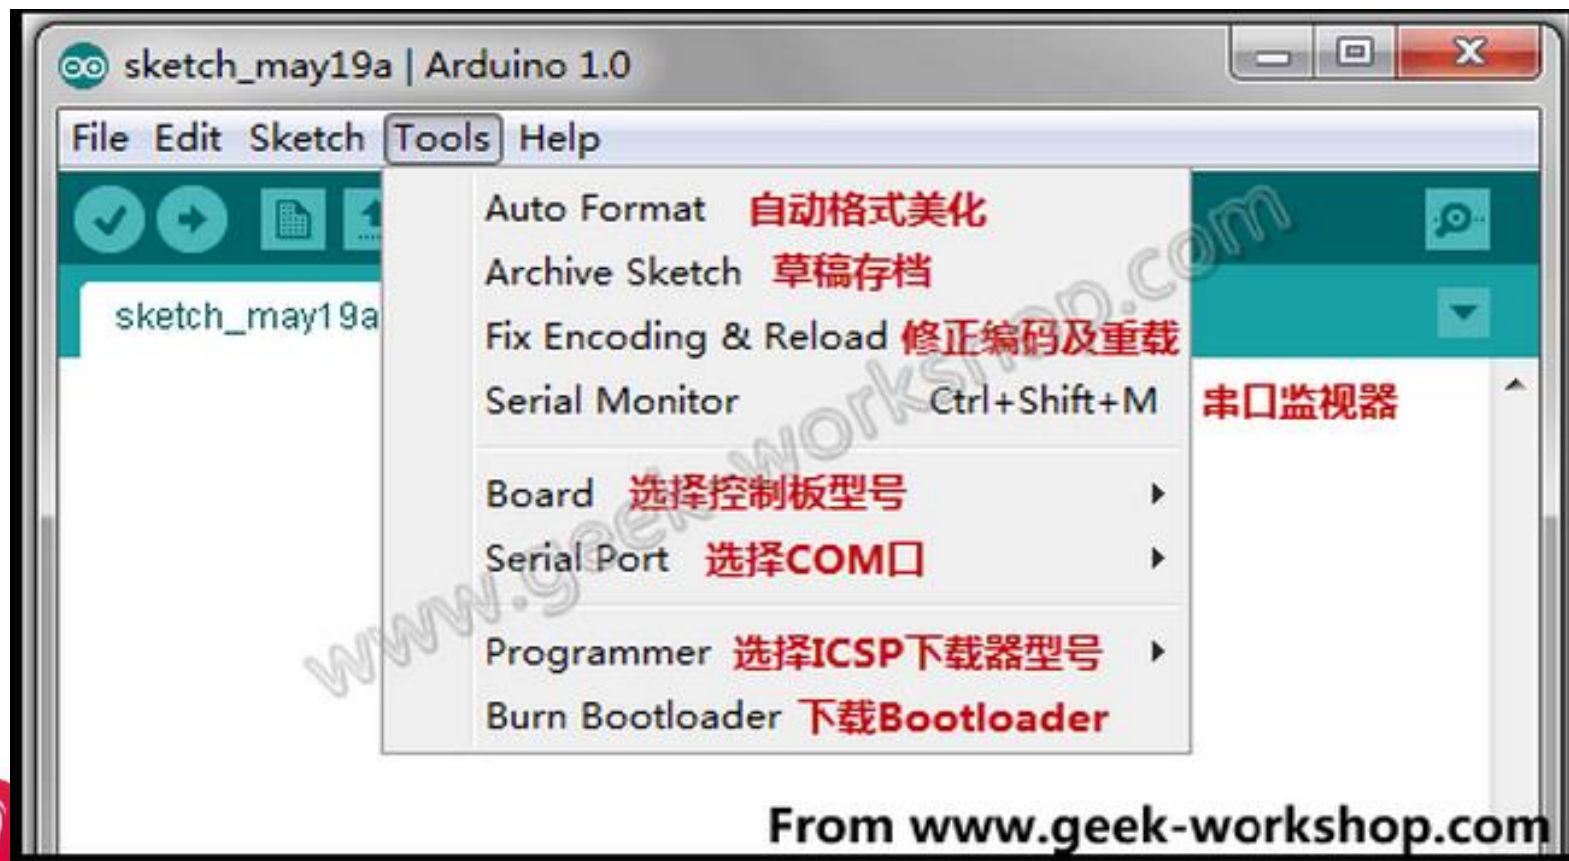 sketch_may19a | Arduino 1.0
File Edit Sketch Tools Help
Auto Format 自动格式美化
Archive Sketch 草稿存档
sketch_may19a
Fix Encoding & Reload 修正编码及重载
Serial Monitor Ctrl+Shift+M 串口监视器
Board 选择控制板型号
Serial Port 选择COM口
Programmer 选择ICSP下载器型号
Burn Bootloader 下载Bootloader
www.geek-workshop.com
From www.geek-workshop.com